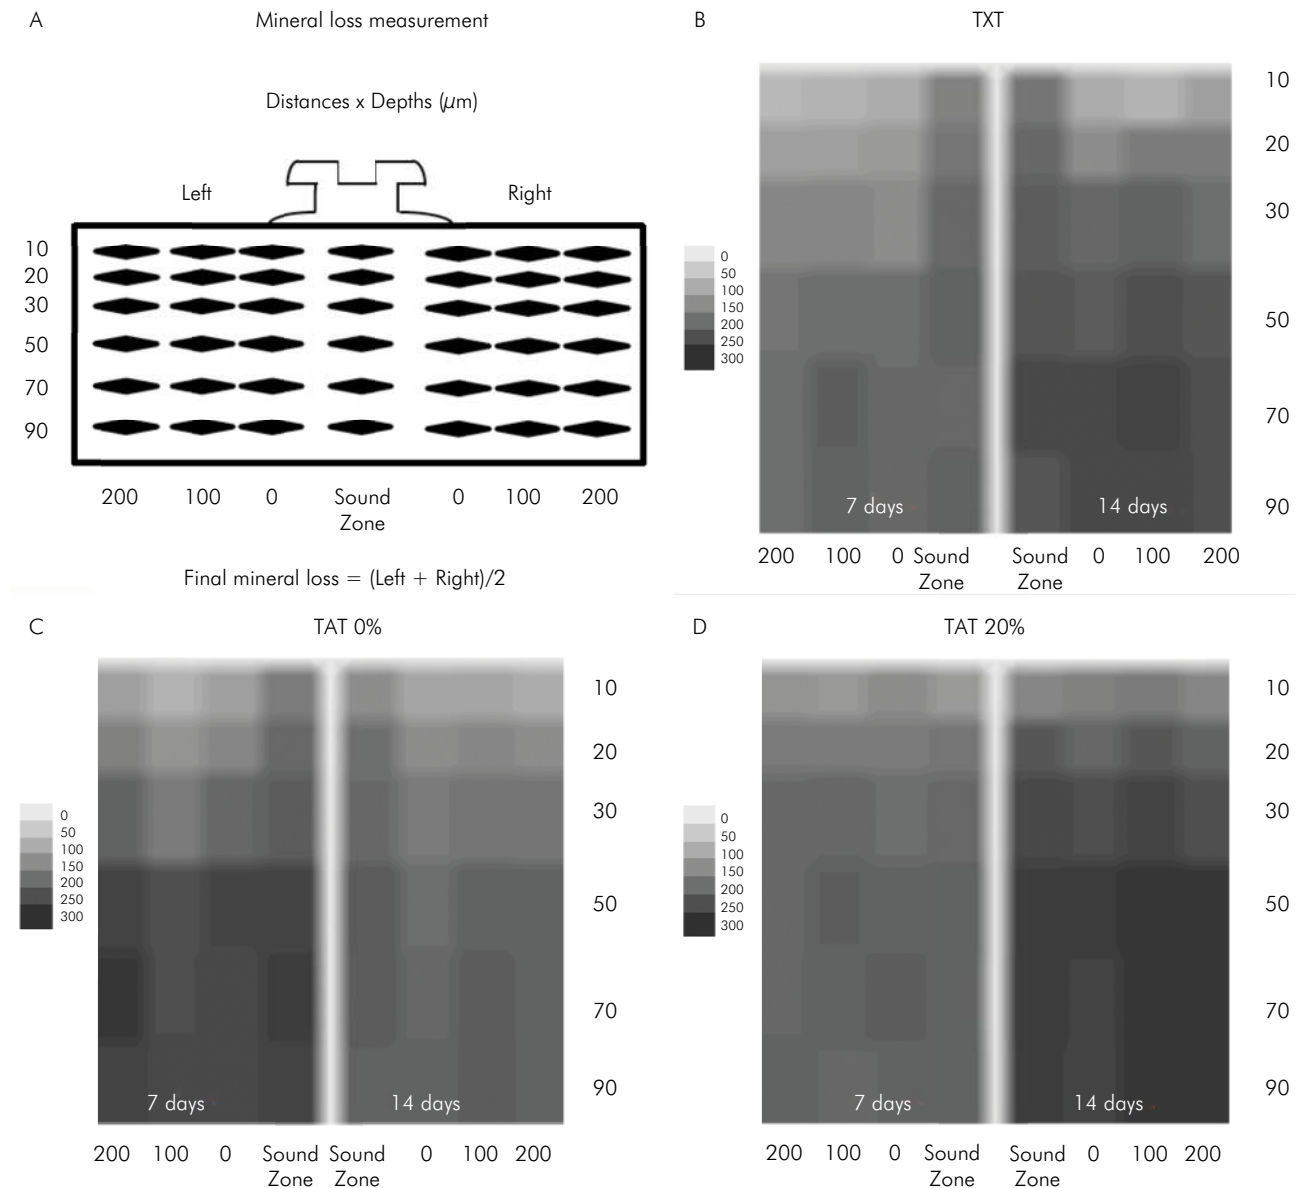 A
Mineral loss measurement
Distances x Depths (µm)
Left
Right
10
20
30
50
70
90
200 100 0 Sound Zone 0 100 200
Final mineral loss = (Left + Right)/2
B
TXT
0
50
100
150
200
250
300
10
20
30
50
70
90
7 days
14 days
200 100 0 Sound Zone Sound Zone 0 100 200
C
TAT 0%
0
50
100
150
200
250
300
10
20
30
50
70
90
7 days
14 days
200 100 0 Sound Zone Sound Zone 0 100 200
D
TAT 20%
0
50
100
150
200
250
300
10
20
30
50
70
90
7 days
14 days
200 100 0 Sound Zone Sound Zone 0 100 200